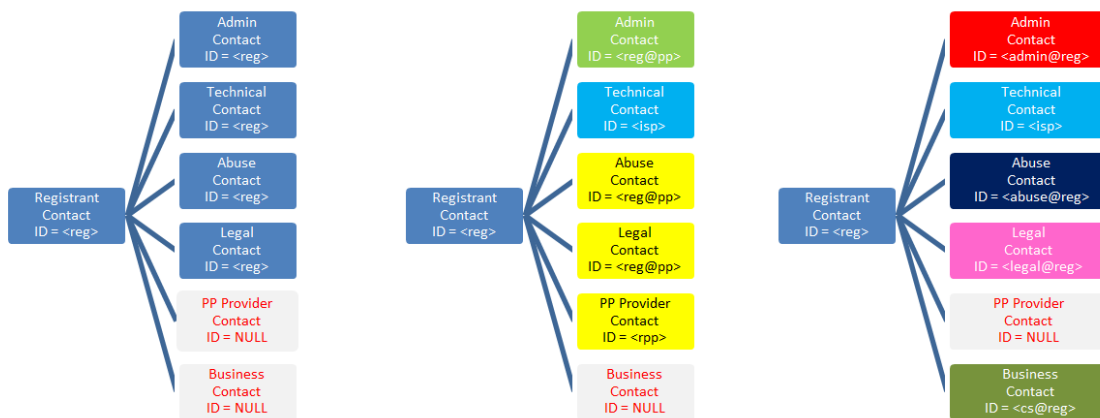 Admin
Contact
ID = <reg>
Technical
Contact
ID = <reg>
Abuse
Contact
ID = <reg>
Registrant
Contact
ID = <reg>
Legal
Contact
ID = <reg>
PP Provider
Contact
ID = NULL
Business
Contact
ID = NULL
Admin
Contact
ID = <reg@pp>
Technical
Contact
ID = <isp>
Abuse
Contact
ID = <reg@pp>
Registrant
Contact
ID = <reg>
Legal
Contact
ID = <reg@pp>
PP Provider
Contact
ID = <rpp>
Business
Contact
ID = NULL
Admin
Contact
ID = <admin@reg>
Technical
Contact
ID = <isp>
Abuse
Contact
ID = <abuse@reg>
Registrant
Contact
ID = <reg>
Legal
Contact
ID = <legal@reg>
PP Provider
Contact
ID = NULL
Business
Contact
ID = <cs@reg>